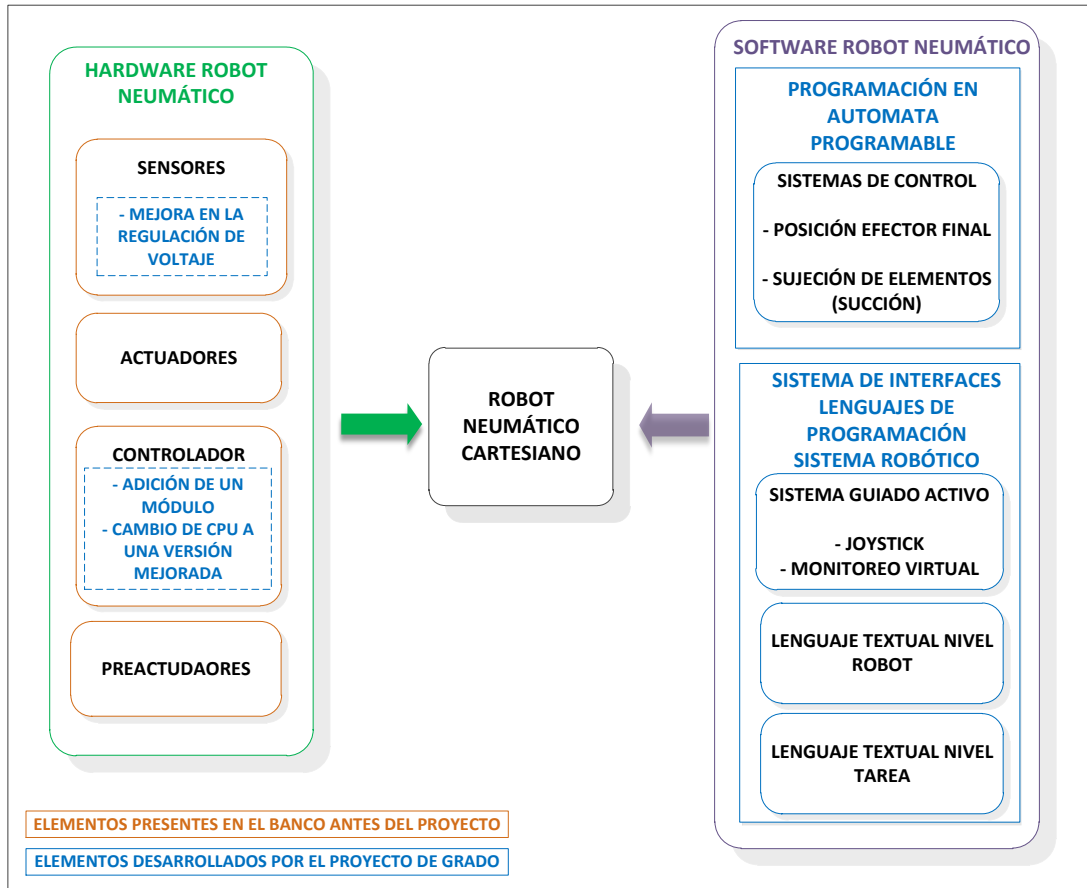 HARDWARE ROBOT
NEUMÁTICO
SENSORES
- MEJORA EN LA
REGULACIÓN DE
VOLTAJE
ACTUADORES
CONTROLADOR
- ADICIÓN DE UN
MÓDULO
- CAMBIO DE CPU A
UNA VERSIÓN
MEJORADA
PREACTUDAORES
ROBOT
NEUMÁTICO
CARTESIANO
SOFTWARE ROBOT NEUMÁTICO
PROGRAMACIÓN EN
AUTOMATA
PROGRAMABLE
SISTEMAS DE CONTROL
- POSICIÓN EFECTOR FINAL
- SUJECIÓN DE ELEMENTOS
(SUCCIÓN)
SISTEMA DE INTERFACES
LENGUAJES DE
PROGRAMACIÓN
SISTEMA ROBÓTICO
SISTEMA GUIADO ACTIVO
- JOYSTICK
- MONITOREO VIRTUAL
LENGUAJE TEXTUAL NIVEL
ROBOT
LENGUAJE TEXTUAL NIVEL
TAREA
ELEMENTOS PRESENTES EN EL BANCO ANTES DEL PROYECTO
ELEMENTOS DESARROLLADOS POR EL PROYECTO DE GRADO